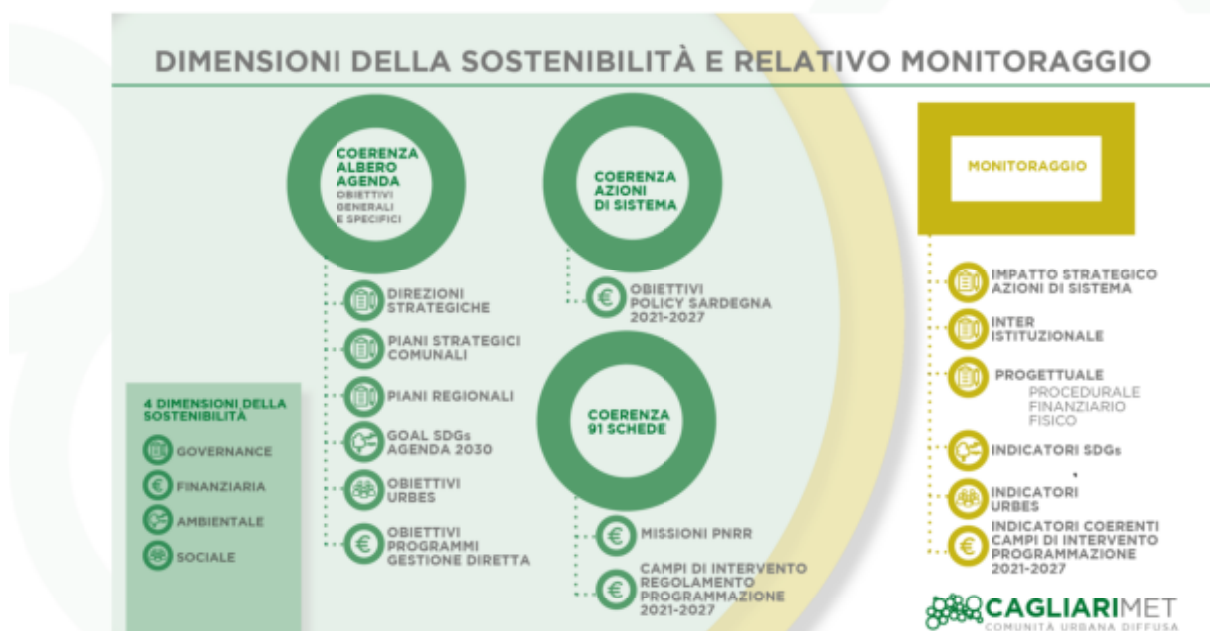 DIMENSIONI DELLA SOSTENIBILITÀ E RELATIVO MONITORAGGIO
COERENZA
ALBERO
AGENDA
OBIETTIVI
GENERALI
E SPECIFICI
DIREZIONI
STRATEGICHE
PIANI STRATEGICI
COMUNALI
PIANI REGIONALI
GOAL SDGs
AGENDA 2030
OBIETTIVI
URBES
OBIETTIVI
PROGRAMMI
GESTIONE DIRETTA
4 DIMENSIONI DELLA
SOSTENIBILITÀ
GOVERNANCE
€ FINANZIARIA
AMBIENTALE
SOCIALE
COERENZA
AZIONI
DI SISTEMA
OBIETTIVI
€ POLICY SARDEGNA
2021-2027
COERENZA
91 SCHEDE
€ MISSIONI PNRR
CAMPI DI INTERVENTO
€ REGOLAMENTO
PROGRAMMAZIONE
2021-2027
MONITORAGGIO
IMPATTO STRATEGICO
AZIONI DI SISTEMA
INTER
ISTITUZIONALE
PROGETTUALE
PROCEDURALE
FINANZIARIO
FISICO
INDICATORI SDGs
INDICATORI
URBES
INDICATORI COERENTI
€ CAMPI DI INTERVENTO
PROGRAMMAZIONE
2021-2027
CAGLIARIMET
COMUNITÀ URBANA DIFFUSA